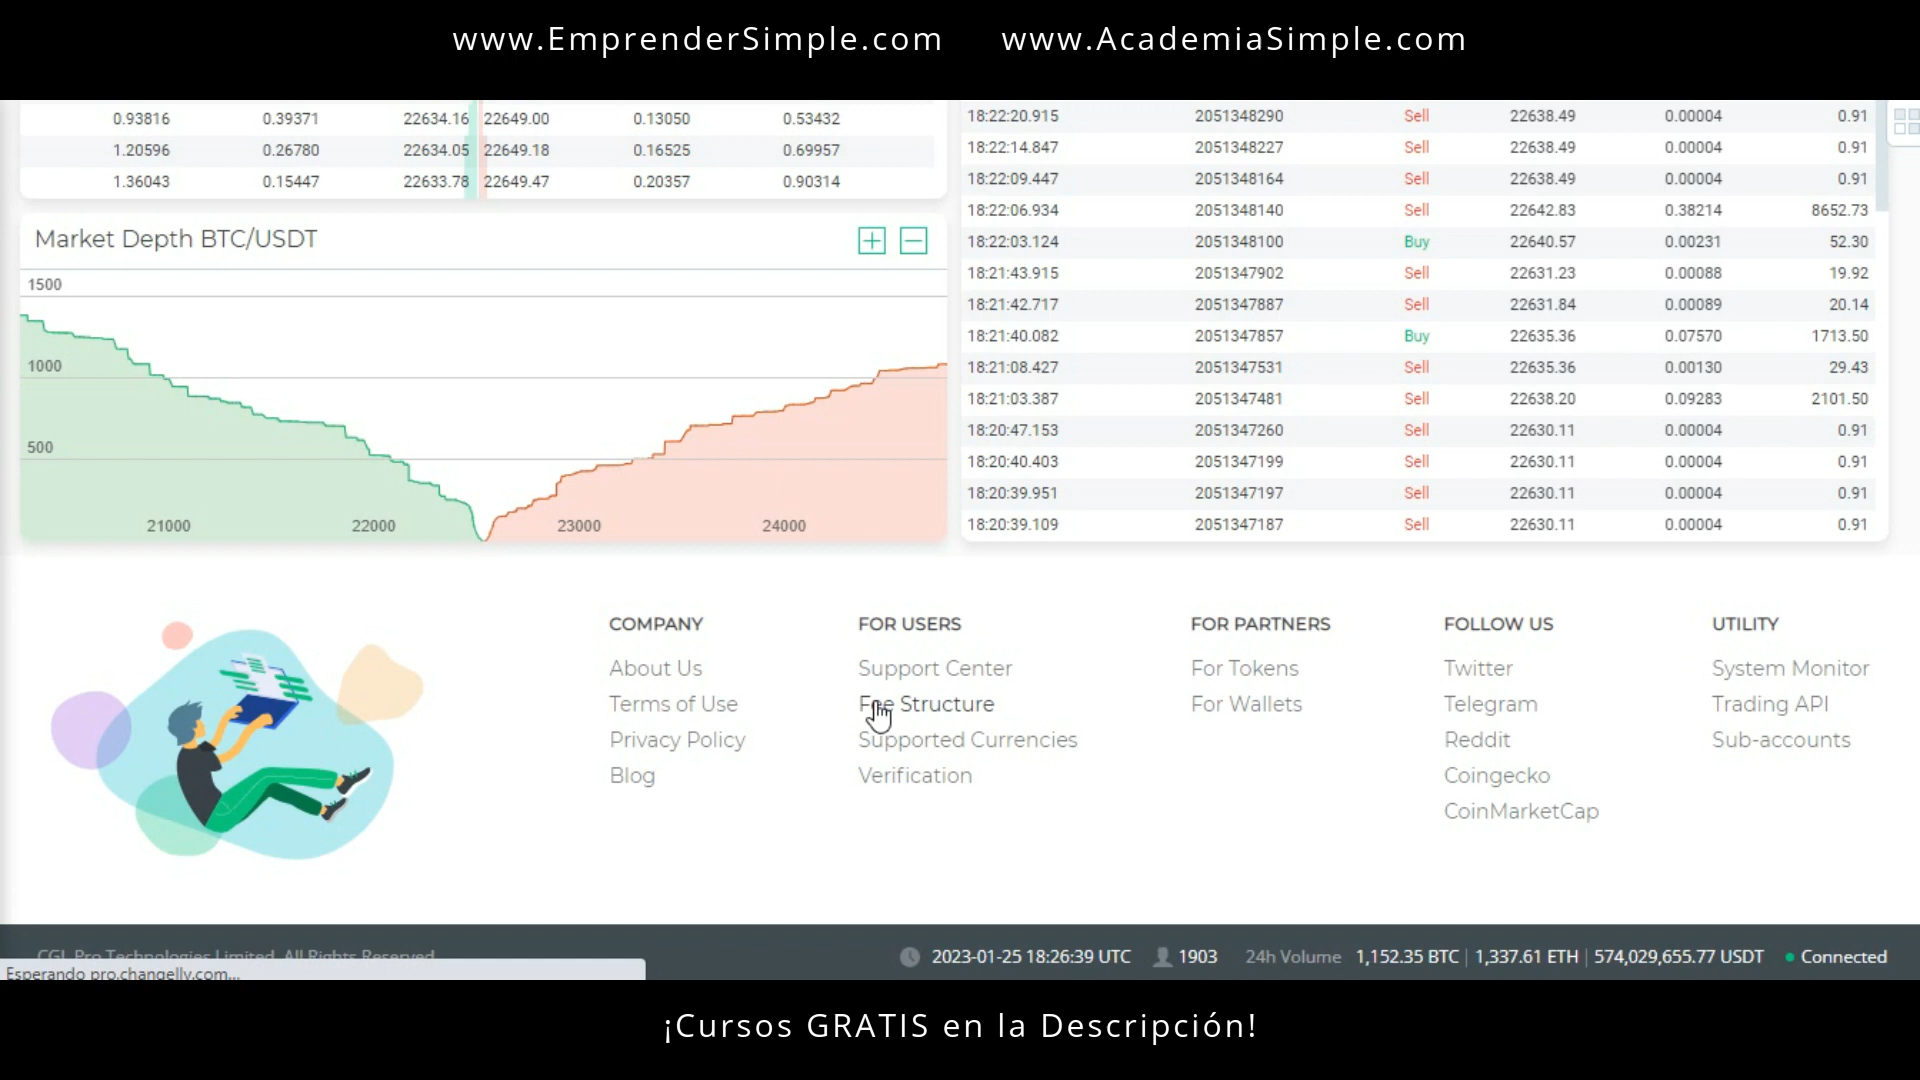 www.EmprenderSimple.com www.AcademiaSimple.com
0.93816 0.39371 22634.16 22649.00 0.13050 0.53432
1.20596 0.26780 22634.05 22649.18 0.16525 0.69957
1.36043 0.15447 22633.78 22649.47 0.20357 0.90314
Market Depth BTC/USDT
1500
1000
500
21000 22000 23000 24000
18:22:20.915 2051348290 Sell 22638.49 0.00004 0.91
18:22:14.847 2051348227 Sell 22638.49 0.00004 0.91
18:22:09.447 2051348164 Sell 22638.49 0.00004 0.91
18:22:06.934 2051348140 Sell 22642.83 0.38214 8652.73
18:22:03.124 2051348100 Buy 22640.57 0.00231 52.30
18:21:43.915 2051347902 Sell 22631.23 0.00088 19.92
18:21:42.717 2051347887 Sell 22631.84 0.00089 20.14
18:21:40.082 2051347857 Buy 22635.36 0.07570 1713.50
18:21:08.427 2051347531 Sell 22635.36 0.00130 29.43
18:21:03.387 2051347481 Sell 22638.20 0.09283 2101.50
18:20:47.153 2051347260 Sell 22630.11 0.00004 0.91
18:20:40.403 2051347199 Sell 22630.11 0.00004 0.91
18:20:39.951 2051347197 Sell 22630.11 0.00004 0.91
18:20:39.109 2051347187 Sell 22630.11 0.00004 0.91
COMPANY
About Us
Terms of Use
Privacy Policy
Blog
FOR USERS
Support Center
Fee Structure
Supported Currencies
Verification
FOR PARTNERS
For Tokens
For Wallets
FOLLOW US
Twitter
Telegram
Reddit
Coingecko
CoinMarketCap
UTILITY
System Monitor
Trading API
Sub-accounts
CGL Pro Technologies Limited. All Rights Reserved
2023-01-25 18:26:39 UTC 1903 24h Volume 1,152.35 BTC | 1,337.61 ETH | 574,029,655.77 USDT Connected
Esperando pro.changelly.com...
¡Cursos GRATIS en la Descripción!